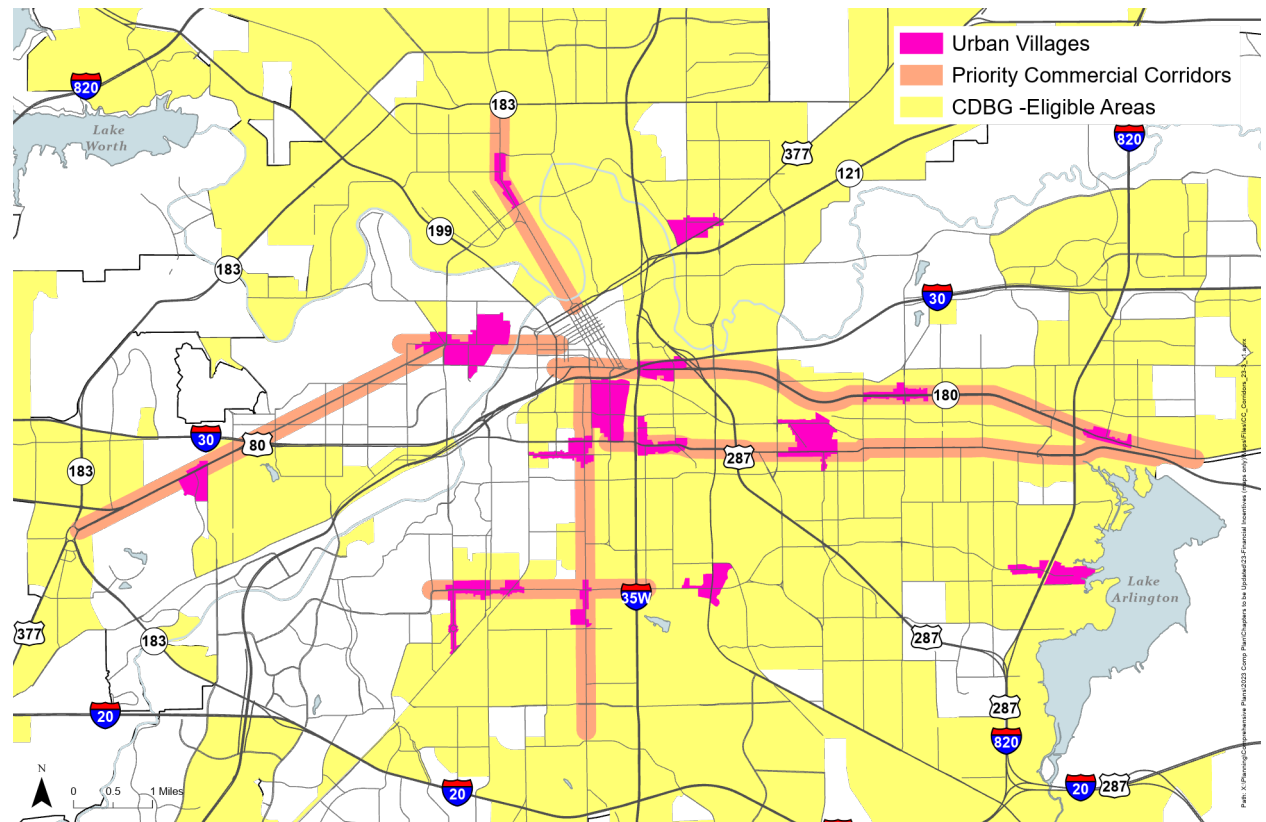 Urban Villages
Priority Commercial Corridors
CDBG -Eligible Areas
820
Lake
Worth
183
377
820
121
199
183
30
180
30
80
183
287
35W
Lake
Arlington
377
183
287
20
287
820
20
20
287
N
0 0.5 1 Miles